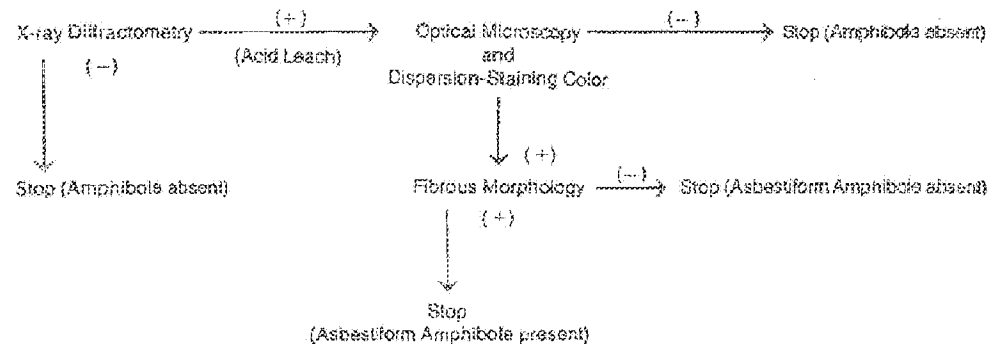 X-ray Diffractometry
(+)
(Acid Leach)
(-)
Optical Microscopy
and
Dispersion-Staining Color
(-)
Stop (Amphibole absent)
(+)
Stop (Amphibole absent)
Fibrous Morphology
(-)
Stop (Asbestiform Amphibole absent)
(+)
Stop
(Asbestiform Amphibole present)